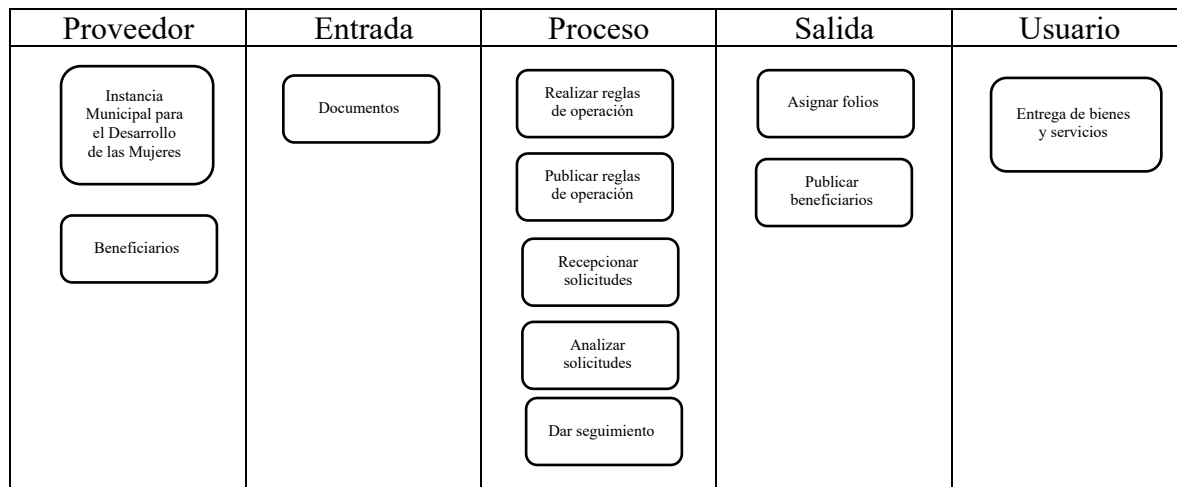 Proveedor
Entrada
Proceso
Salida
Usuario
Instancia
Municipal para
el Desarrollo
de las Mujeres
Beneficiarios
Documentos
Realizar reglas
de operación
Publicar reglas
de operación
Recepcionar
solicitudes
Analizar
solicitudes
Dar seguimiento
Asignar folios
Publicar
beneficiarios
Entrega de bienes
y servicios